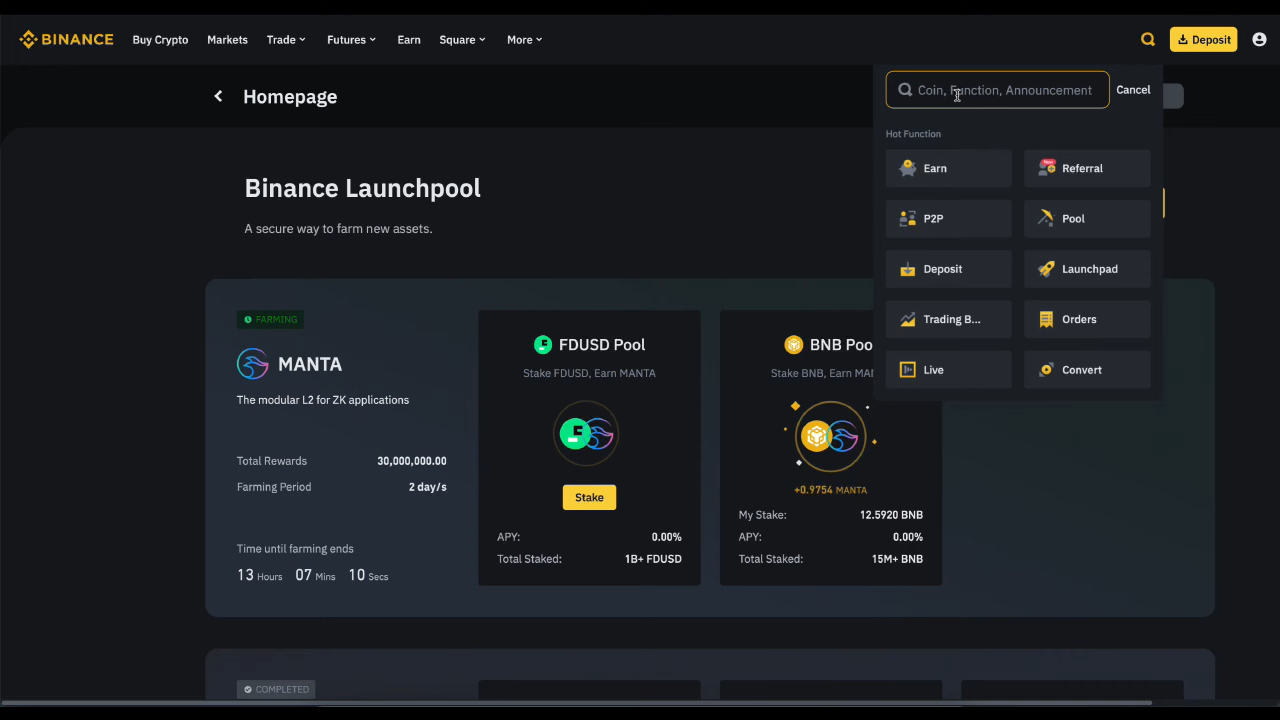 BINANCE Buy Crypto Markets Trade Futures Earn Square More Deposit
Homepage
Coin, Function, Announcement Cancel
Hot Function
Earn Referral
P2P Pool
Deposit Launchpad
Trading B... Orders
Live Convert
Binance Launchpool
A secure way to farm new assets.
FARMING
MANTA
The modular L2 for ZK applications
Total Rewards 30,000,000.00
Farming Period 2 day/s
Time until farming ends
13 Hours 07 Mins 10 Secs
FDUSD Pool
Stake FDUSD, Earn MANTA
Stake
APY: 0.00%
Total Staked: 1B+ FDUSD
BNB Poo
Stake BNB, Earn MAN
+0.9754 MANTA
My Stake: 12.5920 BNB
APY: 0.00%
Total Staked: 15M+ BNB
COMPLETED